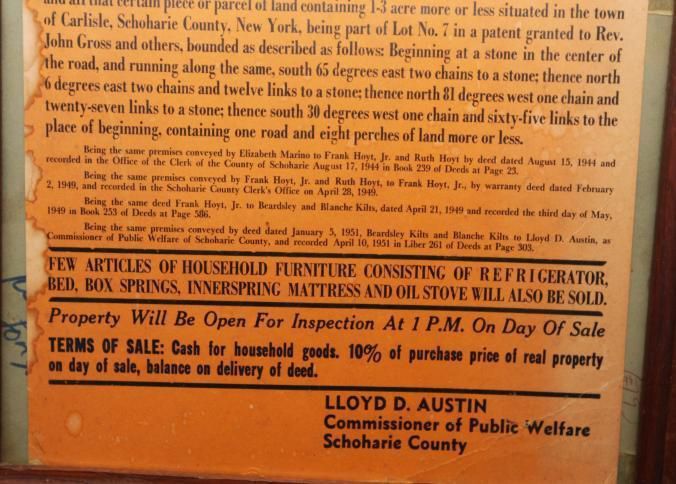 and all that certain piece or parcel of land containing 1-3 acre more or less situated in the town
of Carlisle, Schoharie County, New York, being part of Lot No. 7 in a patent granted to Rev.
John Gross and others, bounded as described as follows: Beginning at a stone in the center of
the road, and running along the same, south 65 degrees east two chains to a stone; thence north
6 degrees east two chains and twelve links to a stone; thence north 81 degrees west one chain and
twenty-seven links to a stone; thence south 30 degrees west one chain and sixty-five links to the
place of beginning, containing one road and eight perches of land more or less.
Being the same premises conveyed by Elizabeth Marino to Frank Hoyt, Jr. and Ruth Hoyt by deed dated August 15, 1944 and
recorded in the Office of the Clerk of the County of Schoharie August 17, 1944 in Book 239 of Deeds at Page 23.
Being the same premises conveyed by Frank Hoyt, Jr. and Ruth Hoyt, to Frank Hoyt, Jr., by warranty deed dated February
2, 1949, and recorded in the Schoharie County Clerk's Office on April 28, 1949.
Being the same deed Frank Hoyt, Jr. to Beardsley and Blanche Kilts, dated April 21, 1949 and recorded the third day of May,
1949 in Book 253 of Deeds at Page 586.
Being the same premises conveyed by deed dated January 5, 1951, Beardsley Kilts and Blanche Kilts to Lloyd D. Austin, as
Commissioner of Public Welfare of Schoharie County, and recorded April 10, 1951 in Liber 261 of Deeds at Page 303.
FEW ARTICLES OF HOUSEHOLD FURNITURE CONSISTING OF REFRIGERATOR,
BED, BOX SPRINGS, INNERSPRING MATTRESS AND OIL STOVE WILL ALSO BE SOLD.
Property Will Be Open For Inspection At 1 P.M. On Day Of Sale
TERMS OF SALE: Cash for household goods. 10% of purchase price of real property
on day of sale, balance on delivery of deed.
LLOYD D. AUSTIN
Commissioner of Public Welfare
Schoharie County